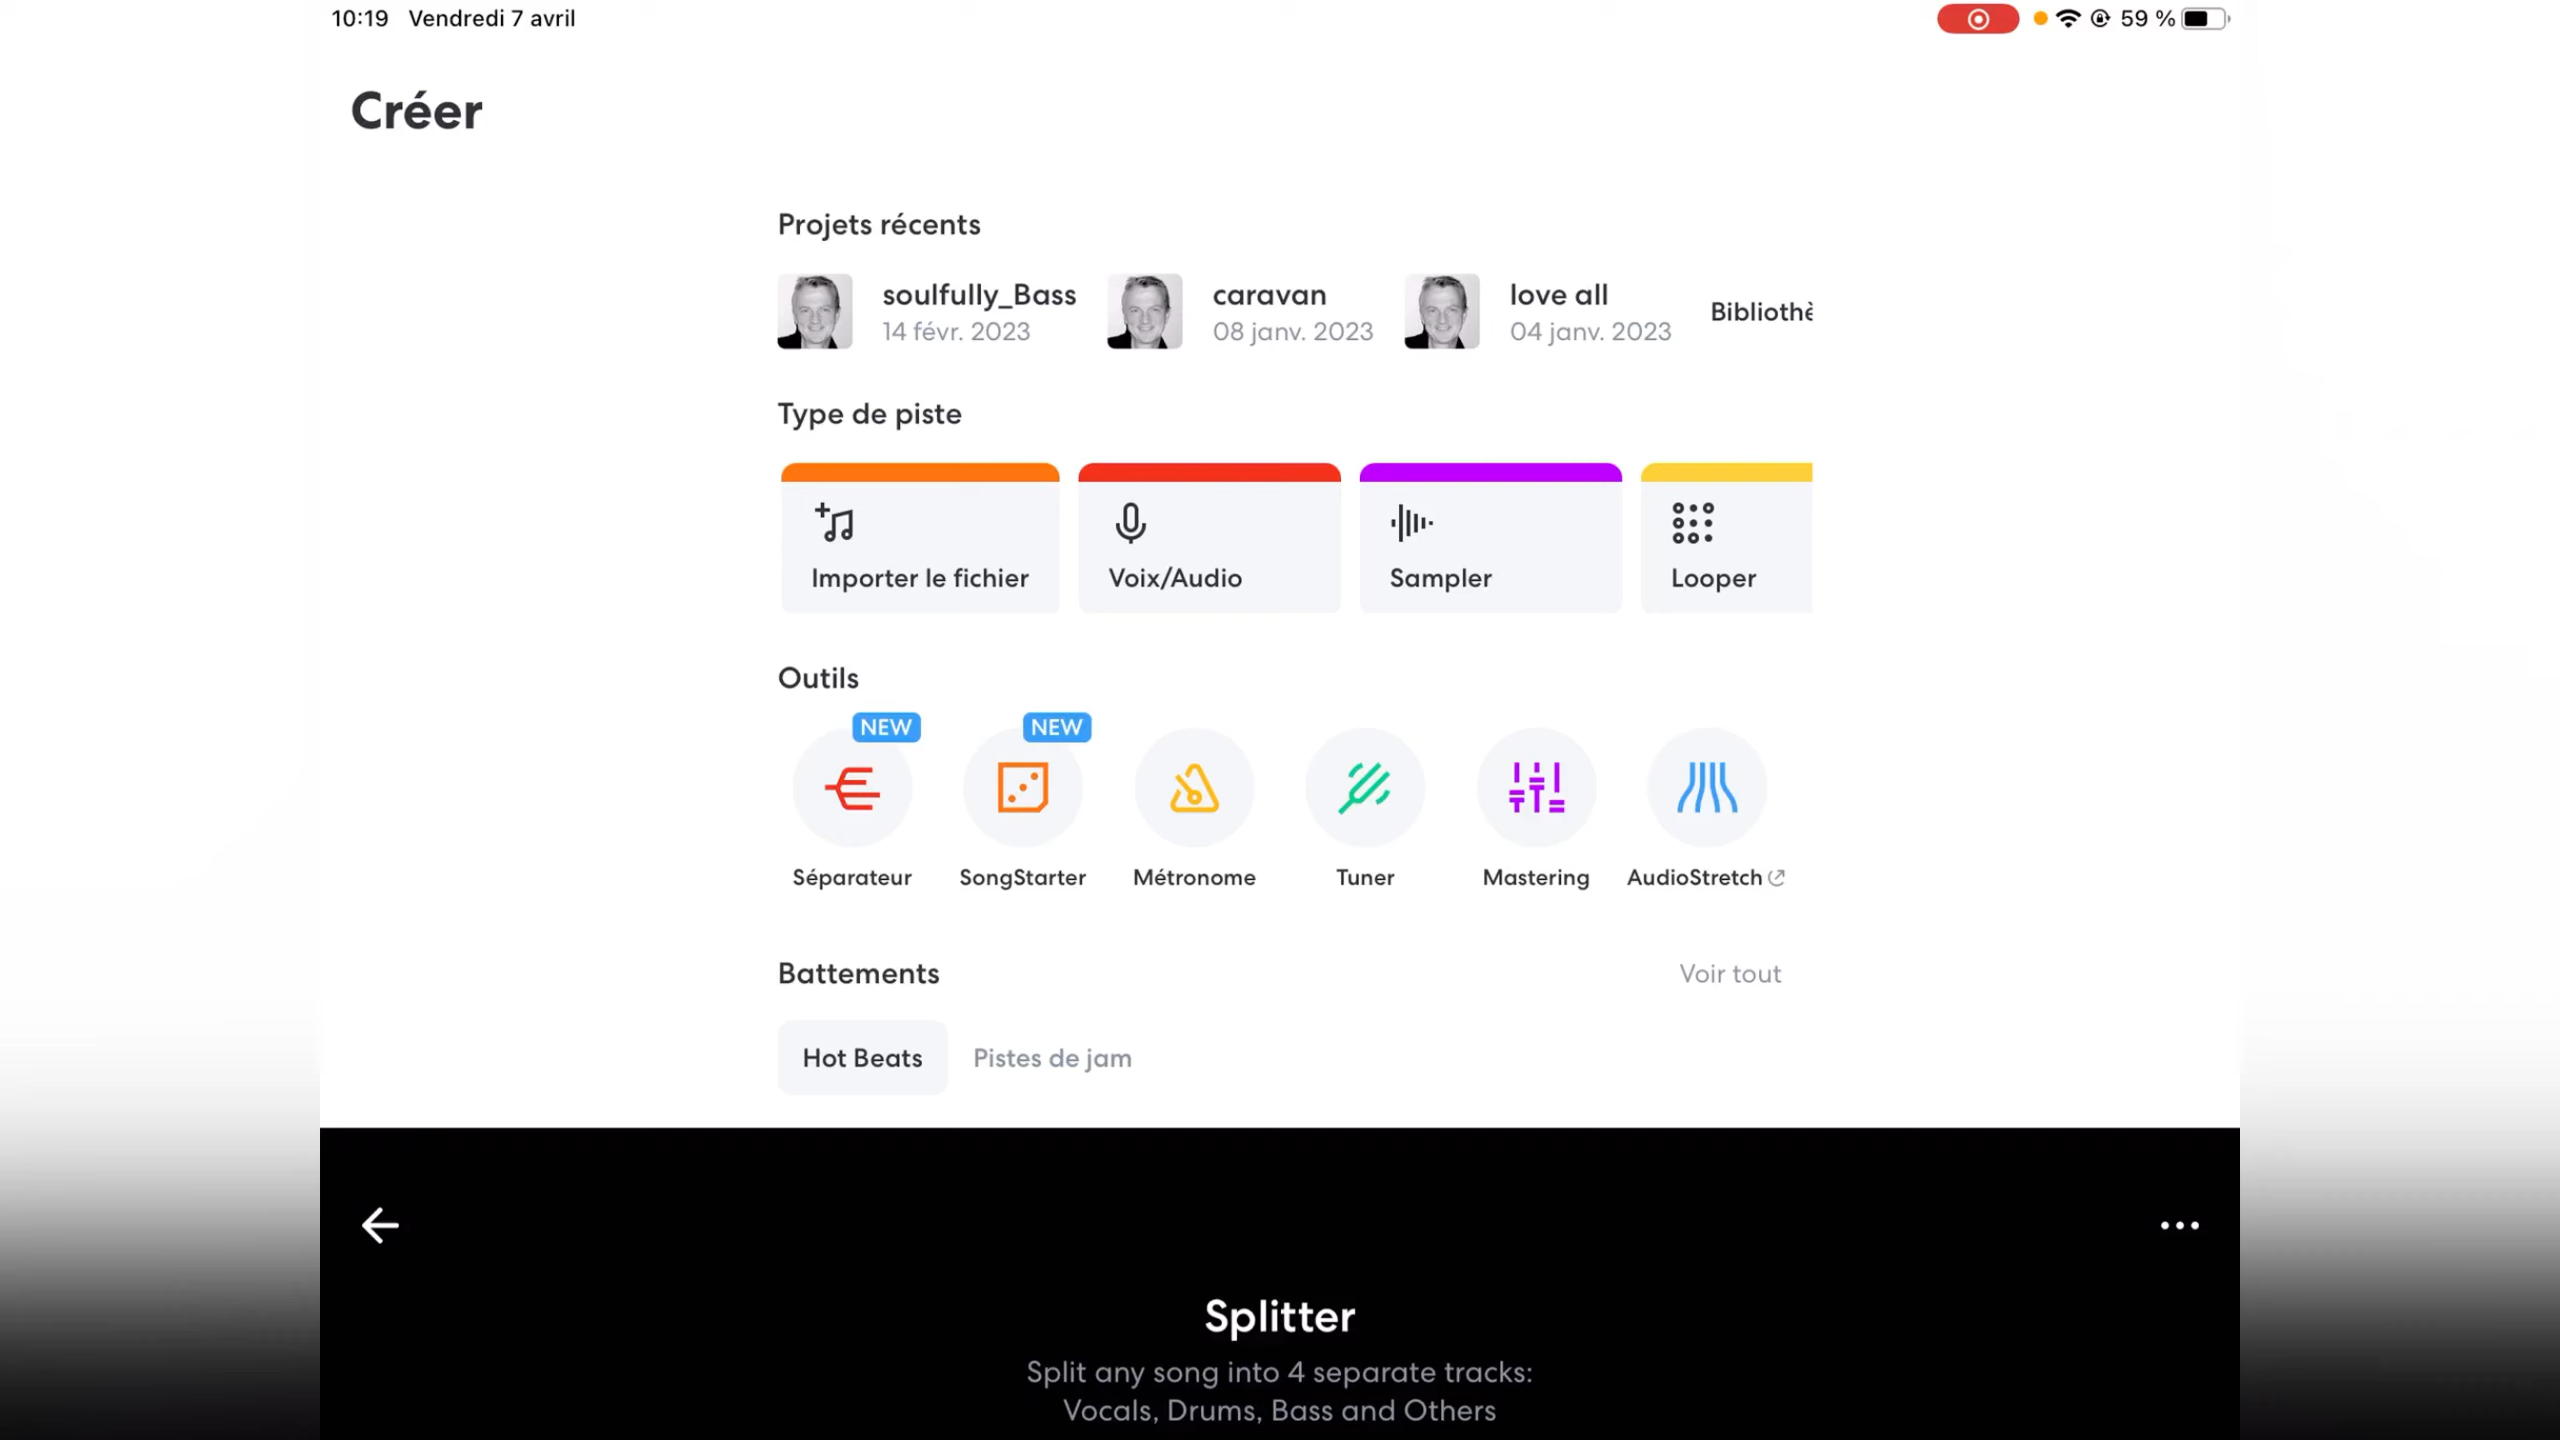 10:19 Vendredi 7 avril
59 %
Créer
Projets récents
soulfully_Bass
14 févr. 2023
caravan
08 janv. 2023
love all
04 janv. 2023
Bibliothè
Type de piste
Importer le fichier
Voix/Audio
Sampler
Looper
Outils
NEW
NEW
Séparateur
SongStarter
Métronome
Tuner
Mastering
AudioStretch
Battements
Voir tout
Hot Beats
Pistes de jam
Splitter
Split any song into 4 separate tracks:
Vocals, Drums, Bass and Others